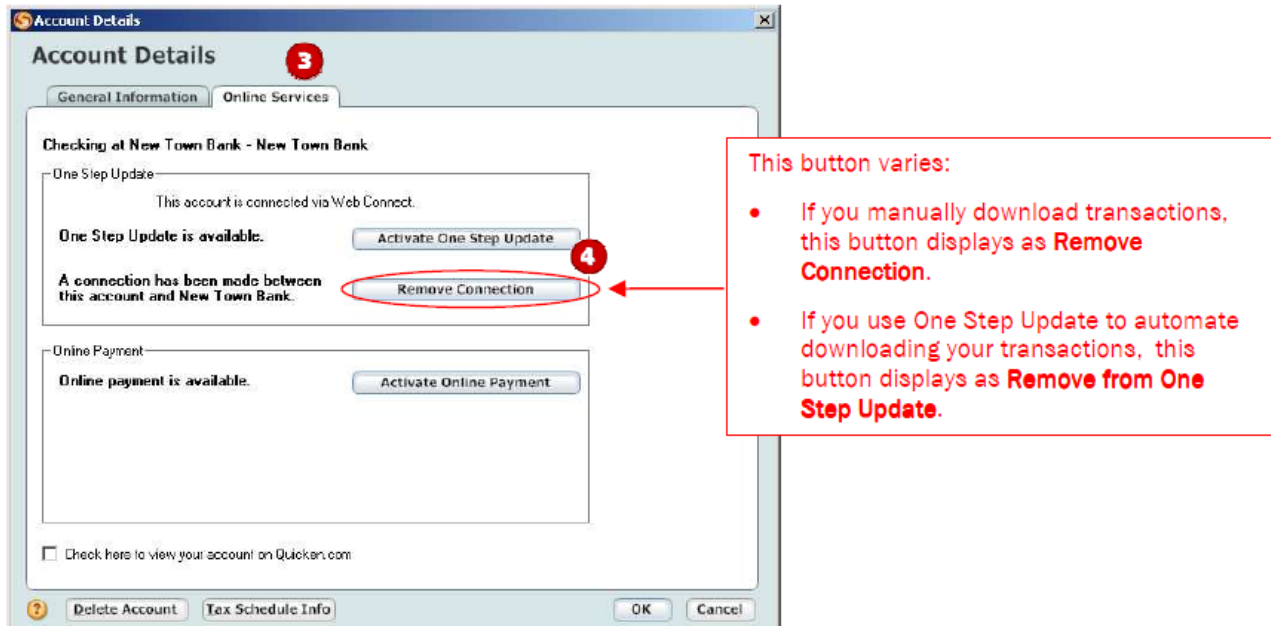 Account Details
Account Details
3
General Information
Online Services
Checking at New Town Bank - New Town Bank
One Step Update
This account is connected via Web Connect.
One Step Update is available.
Activate One Step Update
4
A connection has been made between
this account and New Town Bank.
Remove Connection
Online Payment
Online payment is available.
Activate Online Payment
Check here to view your account on Quicken.com
? Delete Account Tax Schedule Info OK Cancel
This button varies:
• If you manually download transactions,
this button displays as Remove
Connection.
• If you use One Step Update to automate
downloading your transactions, this
button displays as Remove from One
Step Update.